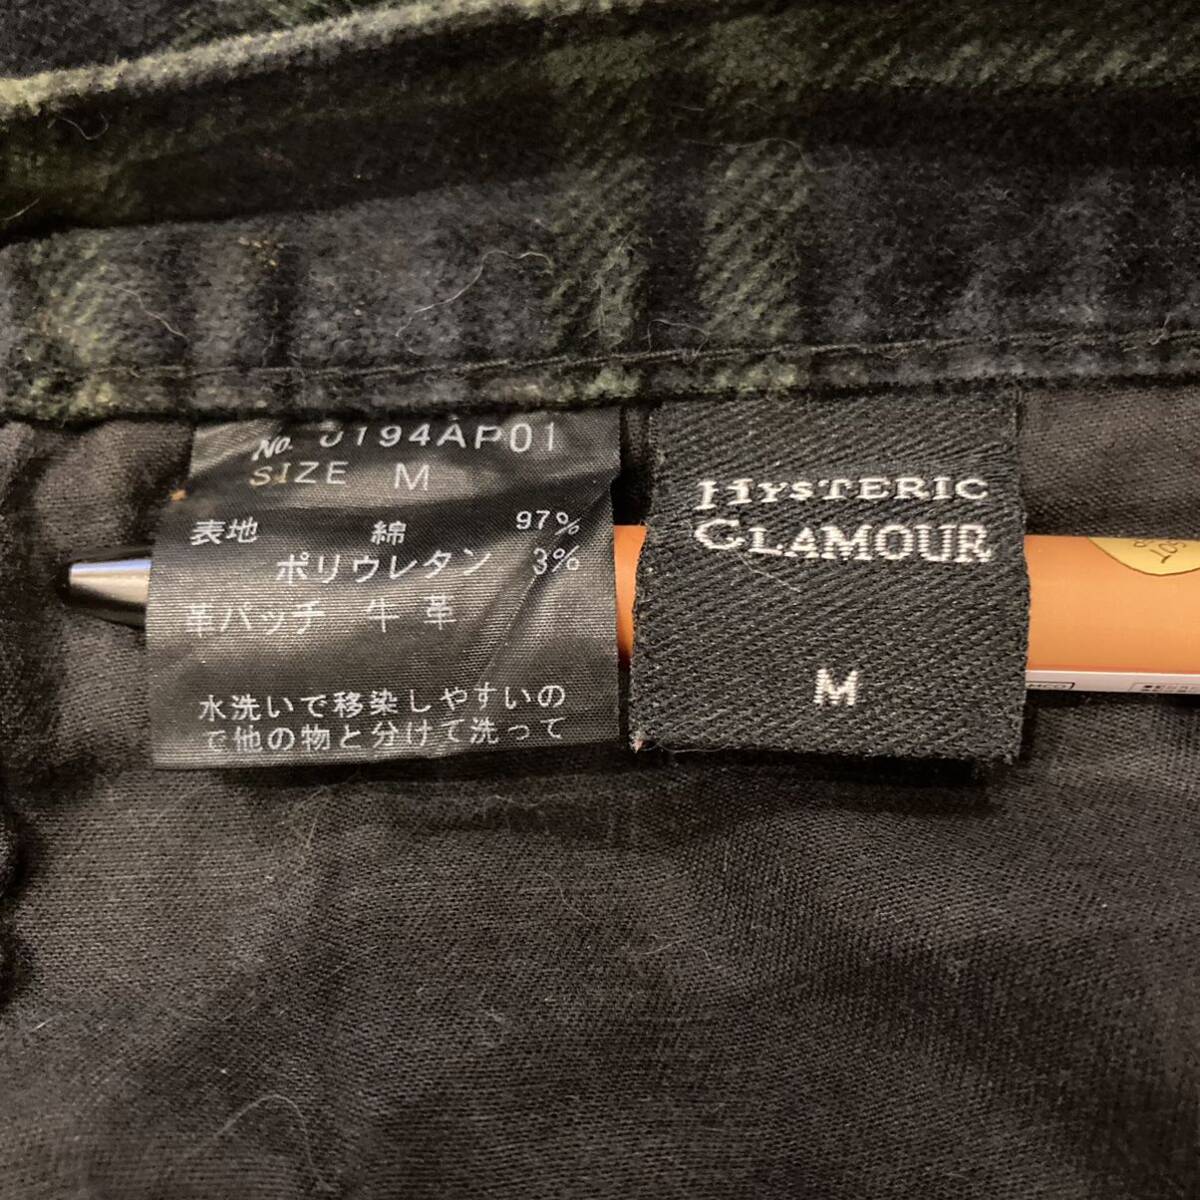 No. 0194AP01
SIZE M
表地 綿 97%
ポリウレタン 3%
革パッチ 牛革
水洗いで移染しやすいの
で他の物と分けて洗って
HYSTERIC
GLAMOUR
M